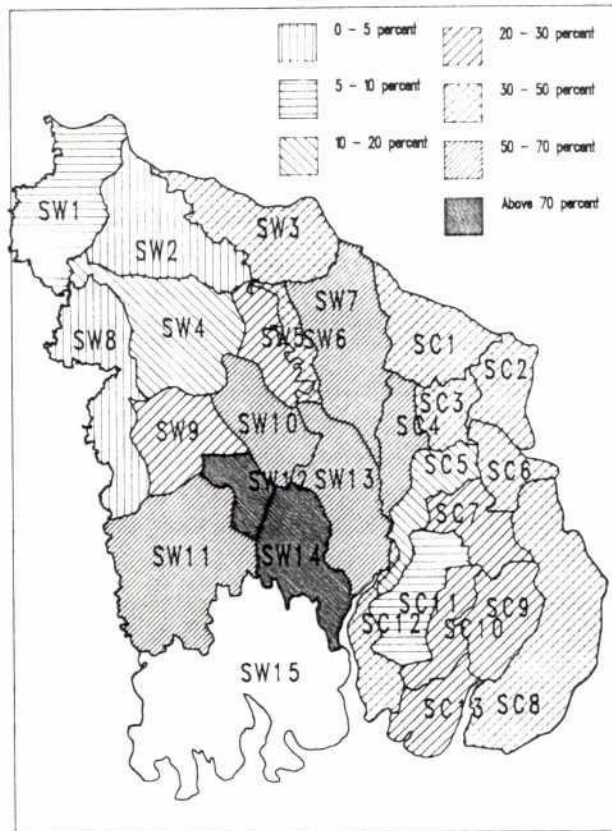 0 - 5 percent
20 - 30 percent
5 - 10 percent
30 - 50 percent
10 - 20 percent
50 - 70 percent
Above 70 percent
SW1
SW2
SW3
SW7
SW8
SW4
SW5
SW6
SC1
SC2
SC3
SC4
SW9
SW10
SW12
SW13
SC5
SC6
SC7
SW11
SW14
SC11
SC12
SC9
SC10
SW15
SC13
SC8